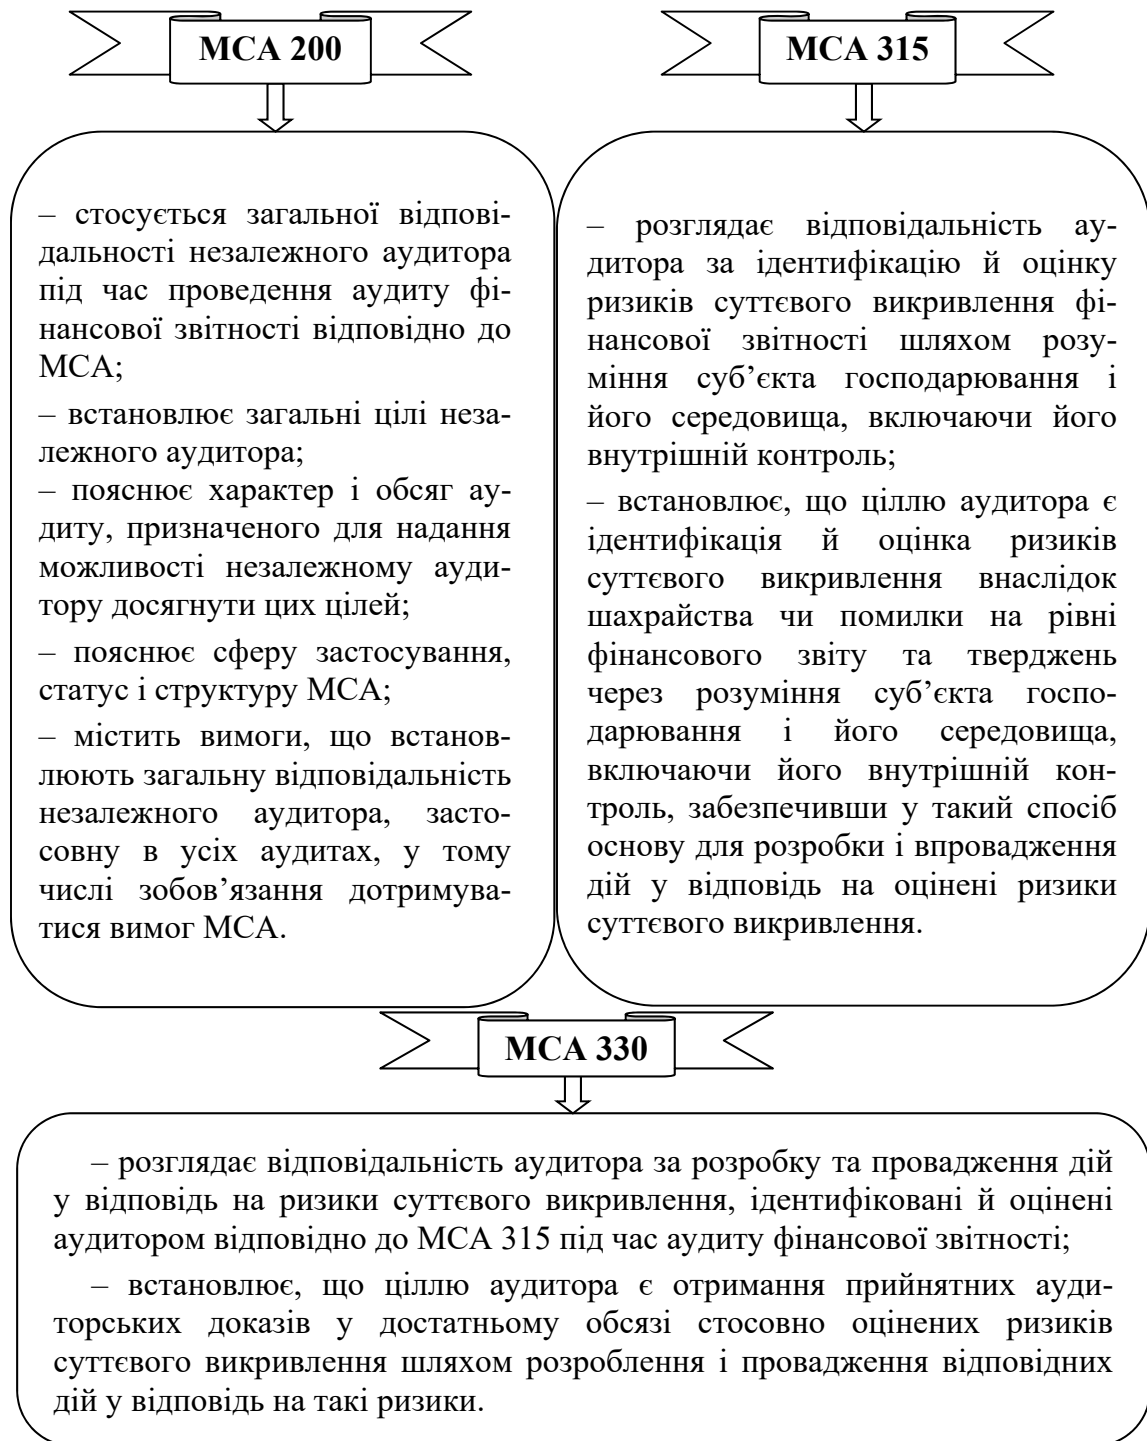 МСА 200
– стосується загальної відпові-
дальності незалежного аудитора
під час проведення аудиту фі-
нансової звітності відповідно до
МСА;
– встановлює загальні цілі неза-
лежного аудитора;
– пояснює характер і обсяг ау-
диту, призначеного для надання
можливості незалежному ауди-
тору досягнути цих цілей;
– пояснює сферу застосування,
статус і структуру МСА;
– містить вимоги, що встанов-
люють загальну відповідальність
незалежного аудитора, засто-
совну в усіх аудитах, у тому
числі зобов’язання дотримува-
тися вимог МСА.
МСА 315
– розглядає відповідальність ау-
дитора за ідентифікацію й оцінку
ризиків суттєвого викривлення фі-
нансової звітності шляхом розу-
міння суб’єкта господарювання і
його середовища, включаючи його
внутрішній контроль;
– встановлює, що ціллю аудитора є
ідентифікація й оцінка ризиків
суттєвого викривлення внаслідок
шахрайства чи помилки на рівні
фінансового звіту та тверджень
через розуміння суб’єкта госпо-
дарювання і його середовища,
включаючи його внутрішній кон-
троль, забезпечивши у такий спосіб
основу для розробки і впровадження
дій у відповідь на оцінені ризики
суттєвого викривлення.
МСА 330
– розглядає відповідальність аудитора за розробку та провадження дій
у відповідь на ризики суттєвого викривлення, ідентифіковані й оцінені
аудитором відповідно до МСА 315 під час аудиту фінансової звітності;
– встановлює, що ціллю аудитора є отримання прийнятних ауди-
торських доказів у достатньому обсязі стосовно оцінених ризиків
суттєвого викривлення шляхом розроблення і провадження відповідних
дій у відповідь на такі ризики.